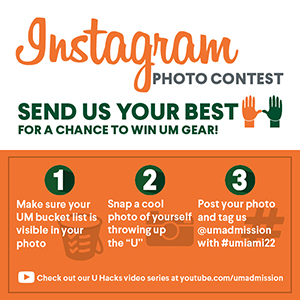 Instagram
PHOTO CONTEST
SEND US YOUR BEST
FOR A CHANCE TO WIN UM GEAR!
1
Make sure your
UM bucket list is
visible in your
photo
2
Snap a cool
photo of yourself
throwing up
the “U”
3
Post your photo
and tag us
@umadmission
with #umiami22
Check out our U Hacks video series at youtube.com/umadmission